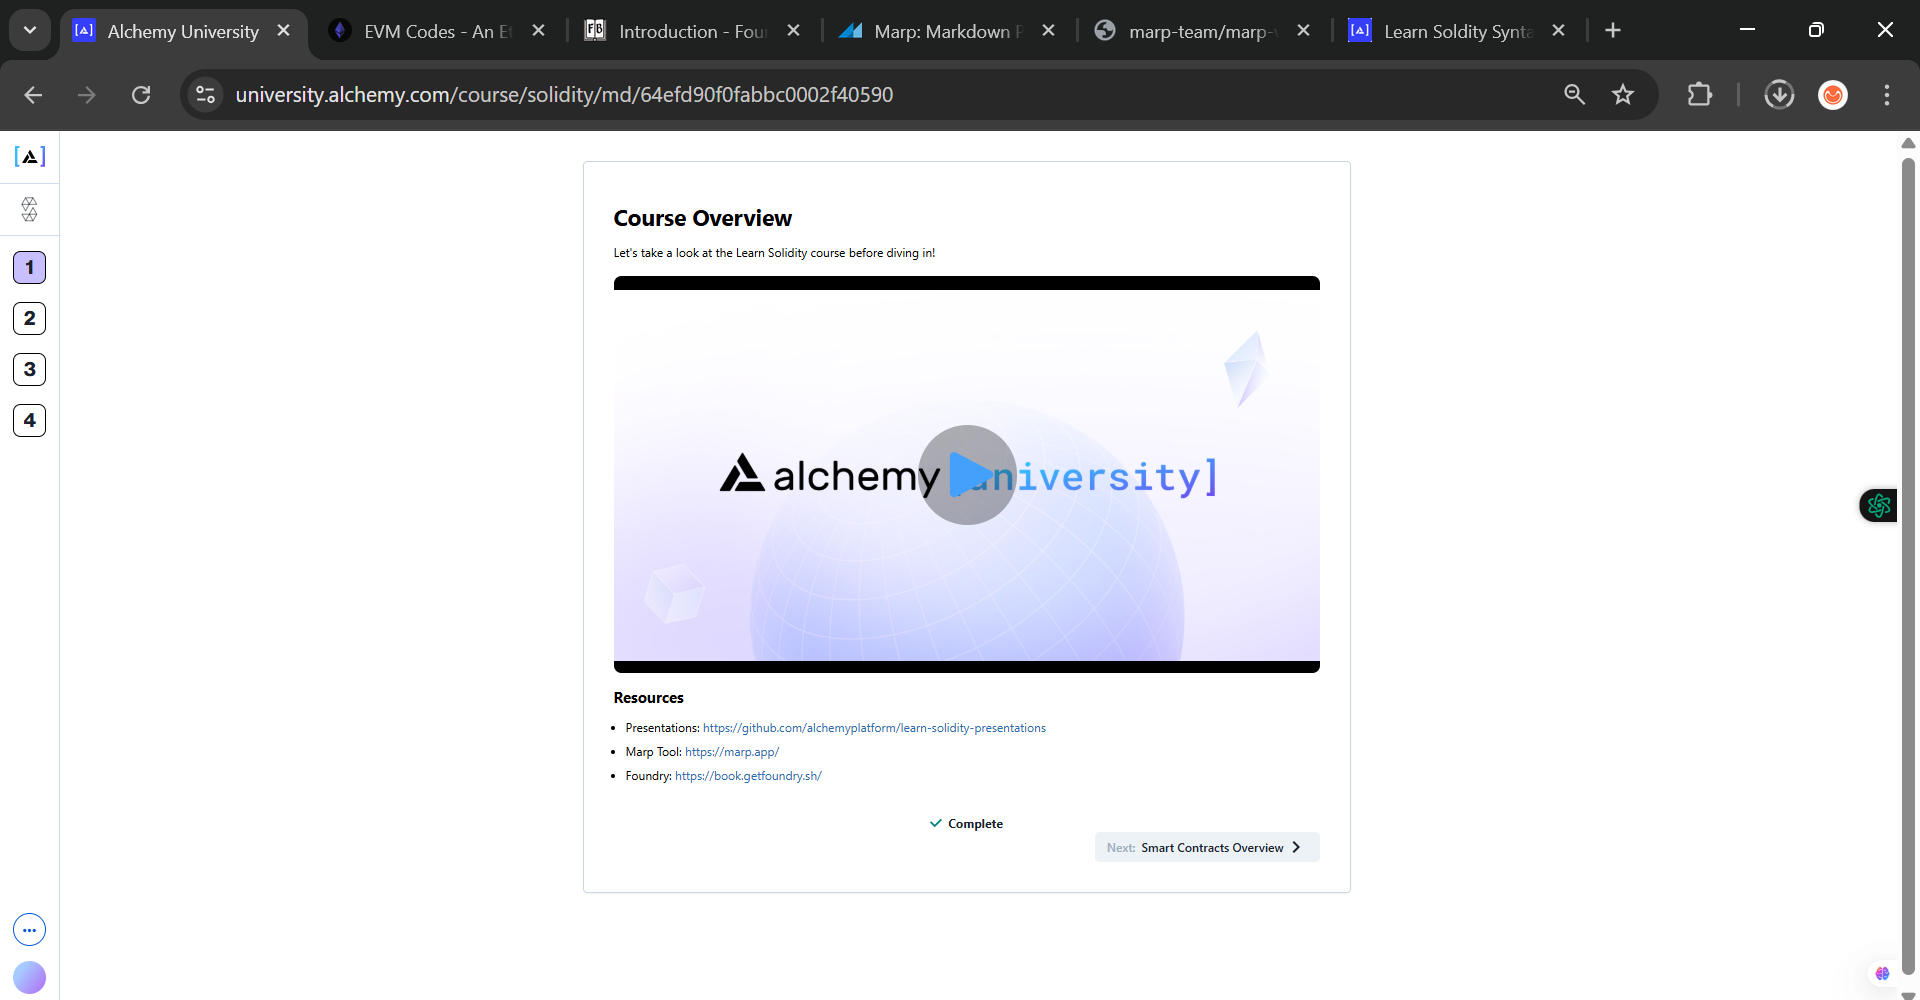 Alchemy University
EVM Codes - An Et
Introduction - Foun
Marp: Markdown P
marp-team/marp-v
Learn Soldity Synta
university.alchemy.com/course/solidity/md/64efd90f0fabbc0002f40590
1
2
3
4
Course Overview
Let's take a look at the Learn Solidity course before diving in!
alchemy [university]
Resources
• Presentations: https://github.com/alchemyplatform/learn-solidity-presentations
• Marp Tool: https://marp.app/
• Foundry: https://book.getfoundry.sh/
Complete
Next: Smart Contracts Overview